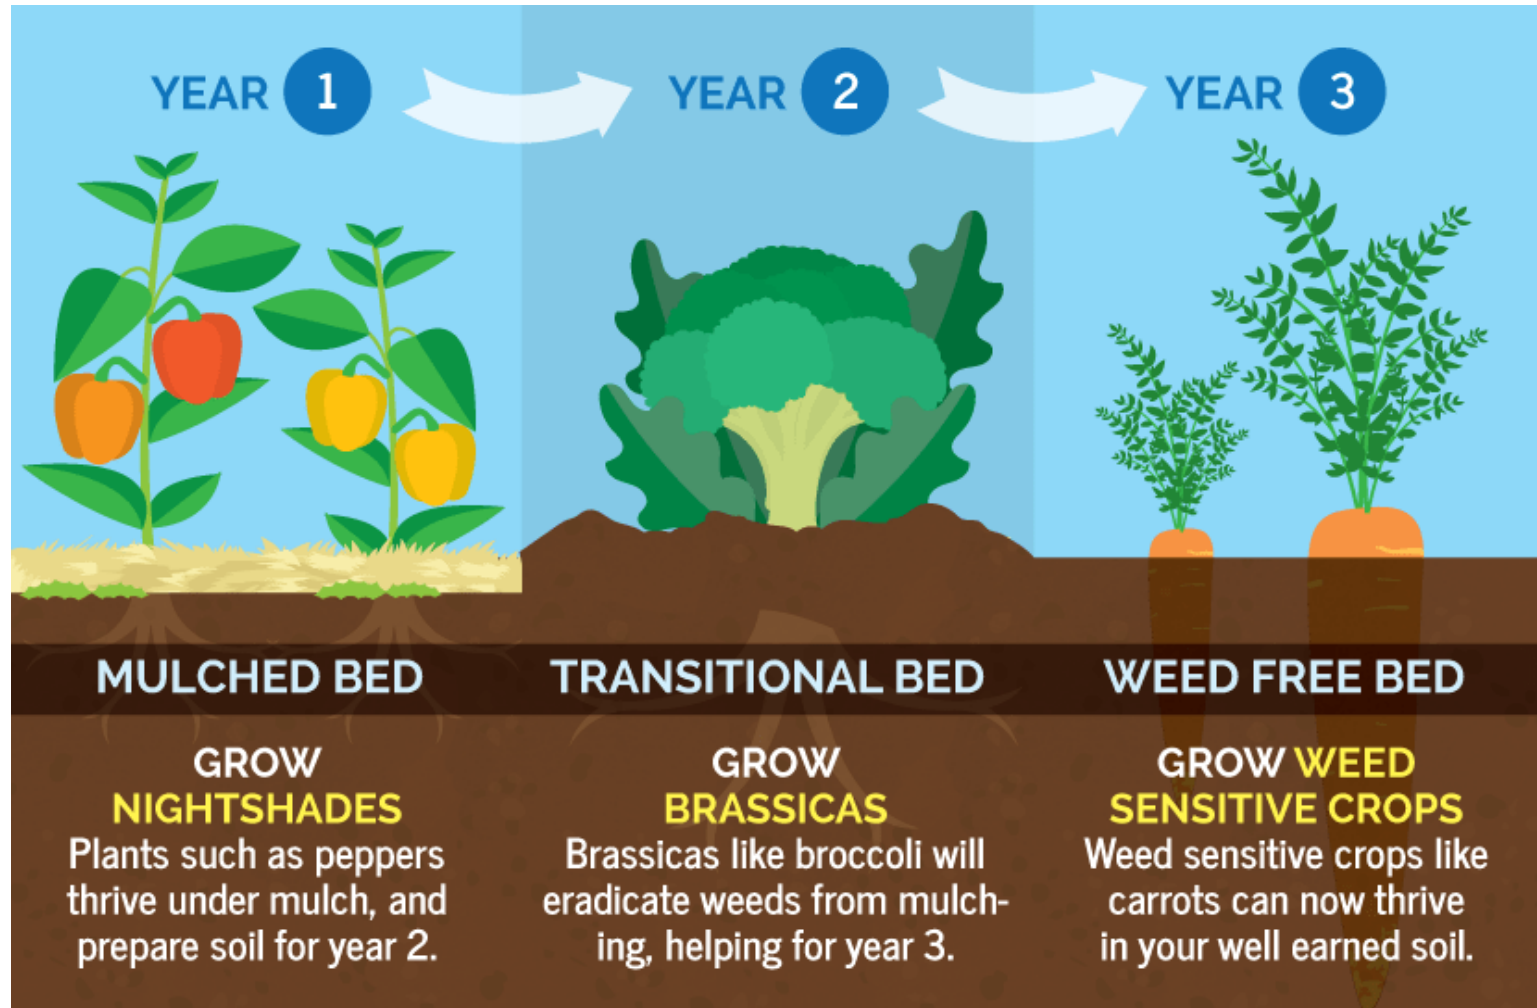 YEAR 1
YEAR 2
YEAR 3
MULCHED BED
GROW
NIGHTSHADES
Plants such as peppers
thrive under mulch, and
prepare soil for year 2.
TRANSITIONAL BED
GROW
BRASSICAS
Brassicas like broccoli will
eradicate weeds from mulch-
ing, helping for year 3.
WEED FREE BED
GROW WEED
SENSITIVE CROPS
Weed sensitive crops like
carrots can now thrive
in your well earned soil.